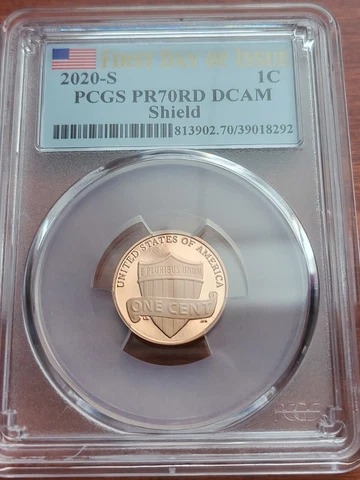 First Day of Issue
2020-S 1C
PCGS PR70RD DCAM
Shield
813902.70/39018292
UNITED STATES OF AMERICA
E PLURIBUS UNUM
ONE CENT
PCGS